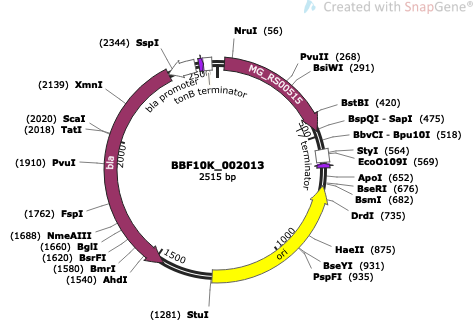 Created with SnapGene®
(2344) SspI
NruI (56)
PvuII (268)
BsiWI (291)
(2139) XmnI
bla promoter
250
tonB terminator
MG_RS00515
BstBI (420)
BspQI - SapI (475)
(2020) ScaI
(2018) TatI
500
BbvCI - Bpu10I (518)
StyI (564)
EcoO109I (569)
T7 terminator
bla
2000
(1910) PvuI
BBF10K_002013
2515 bp
ApoI (652)
BseRI (676)
BsmI (682)
DrdI (735)
(1762) FspI
(1688) NmeAIII
(1660) BglI
(1620) BsrFI
(1580) BmrI
(1540) AhdI
1500
1000
ori
HaeII (875)
BseYI (931)
PspFI (935)
(1281) StuI